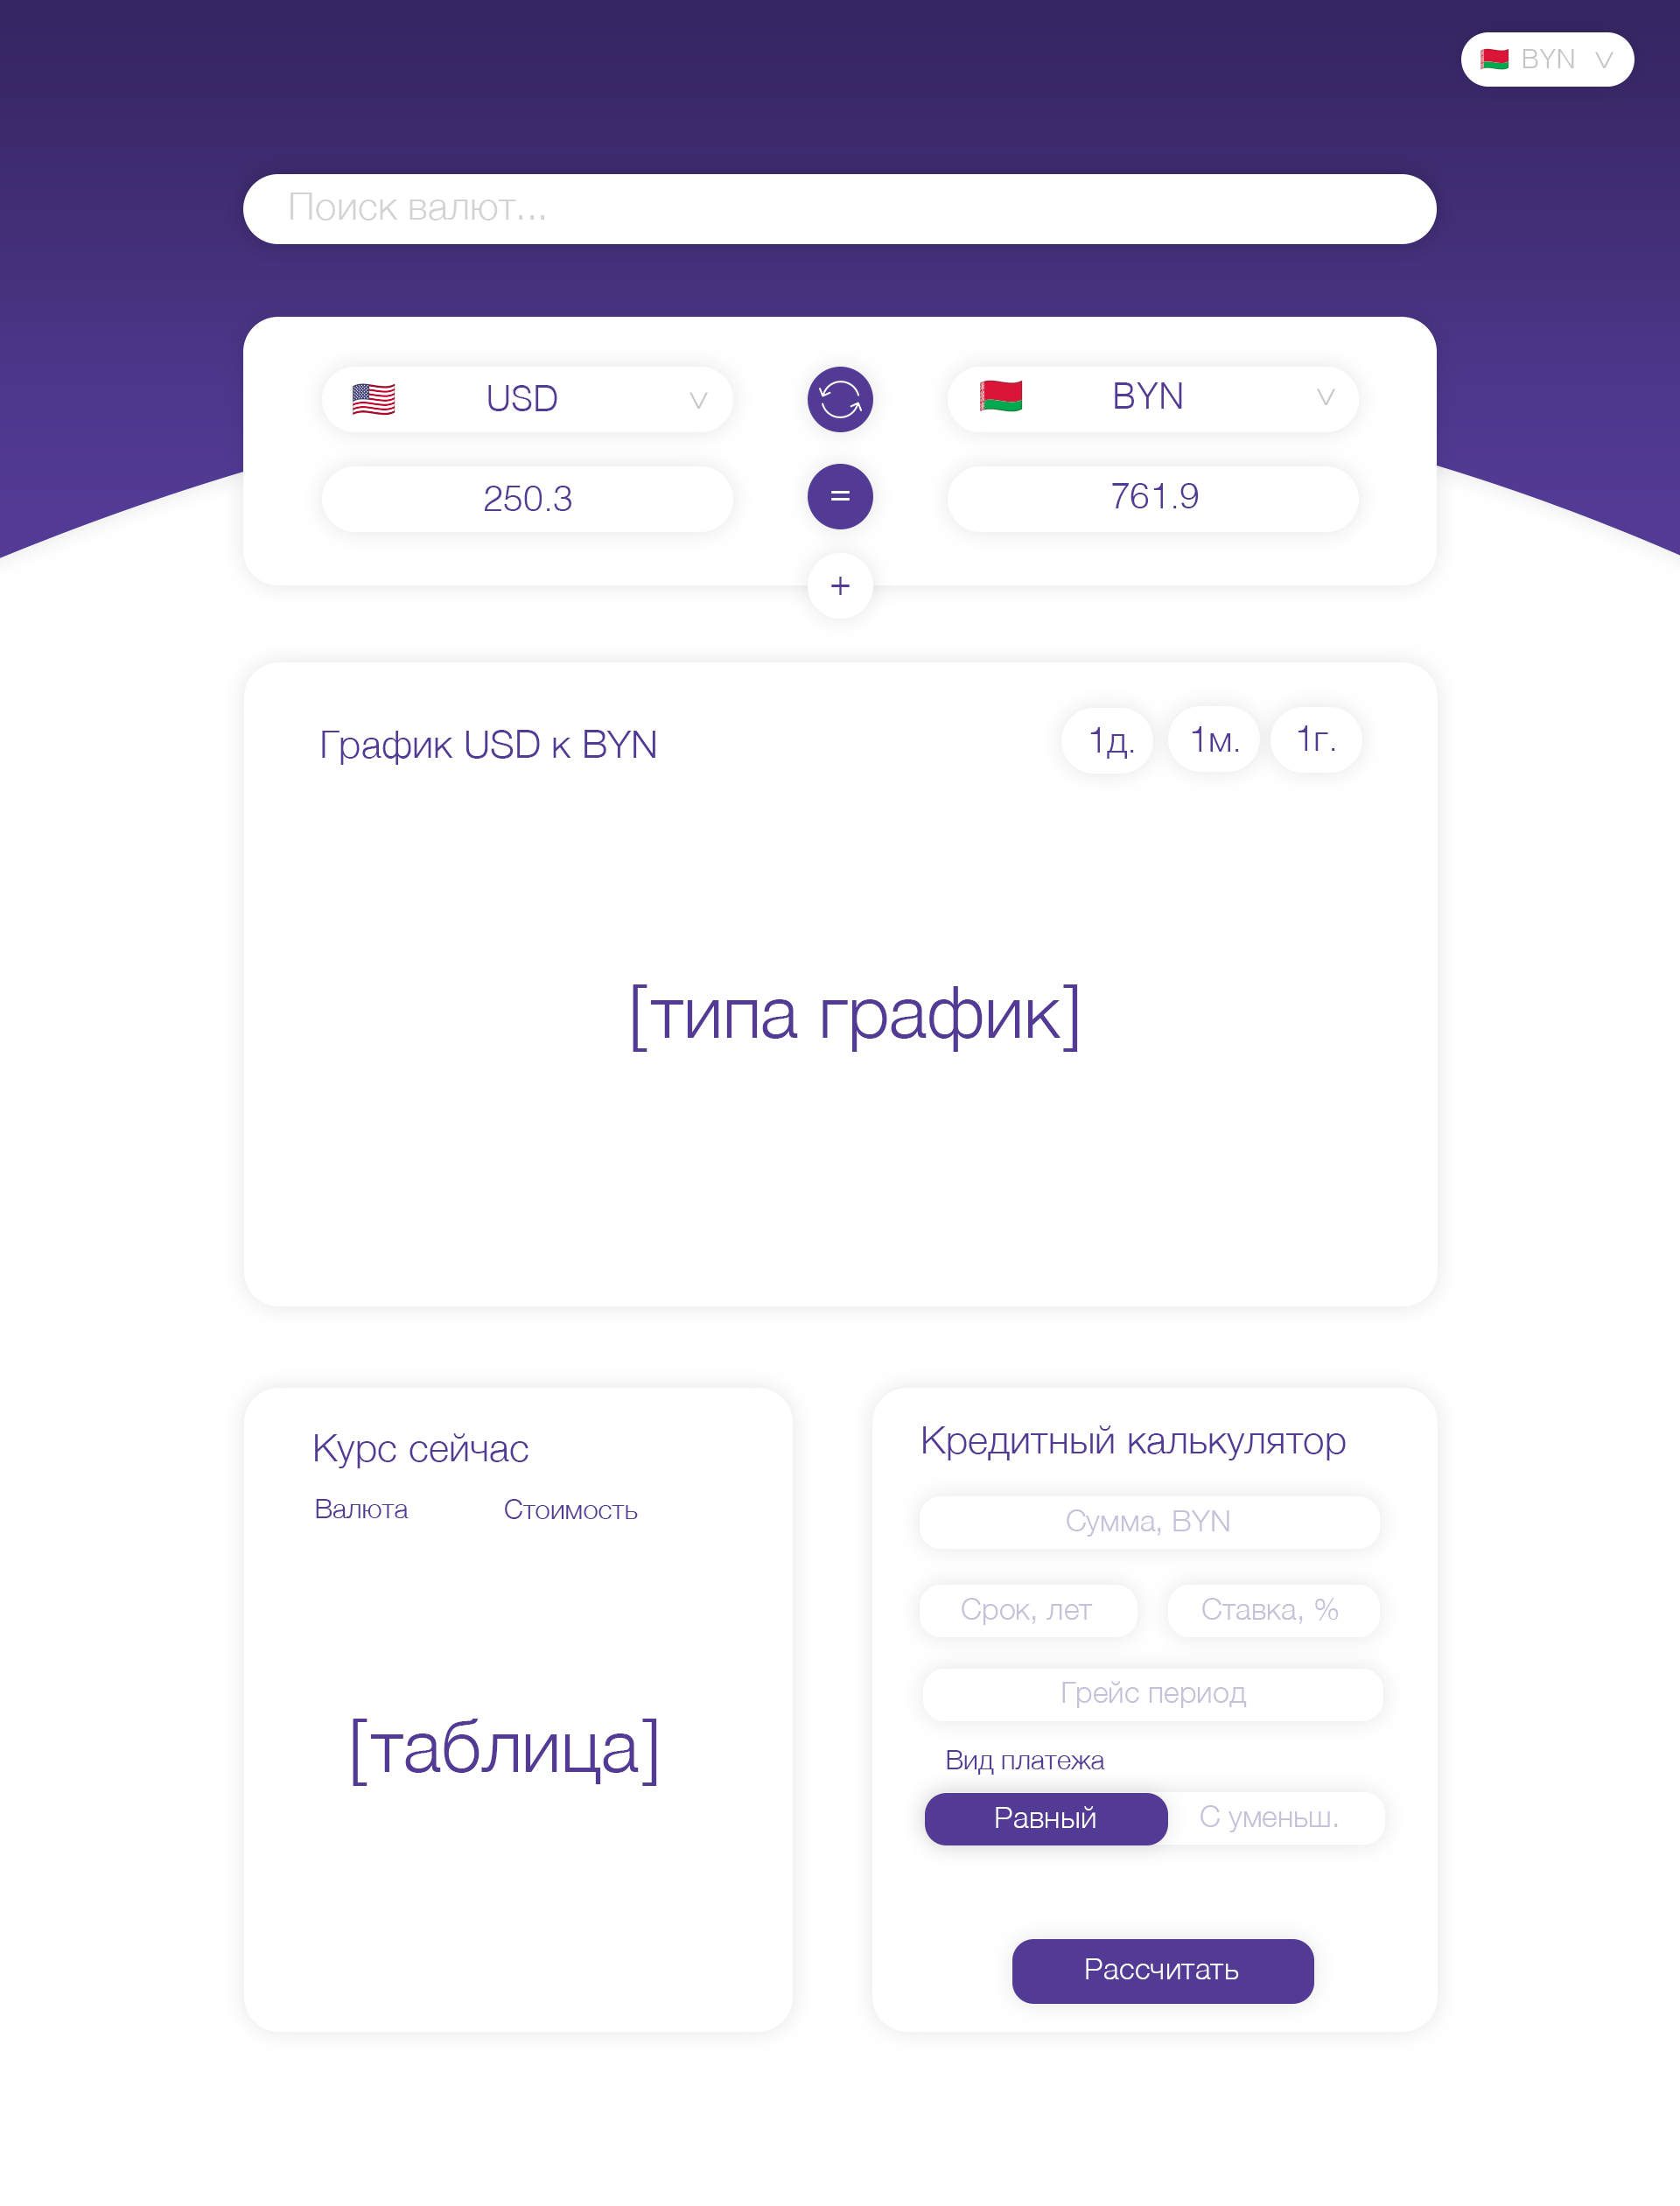 BYN
Поиск валют...
USD
BYN
250.3
=
761.9
+
График USD к BYN
1д.
1м.
1г.
[типа график]
Курс сейчас
Валюта
Стоимость
[таблица]
Кредитный калькулятор
Сумма, BYN
Срок, лет
Ставка, %
Грейс период
Вид платежа
Равный
С уменьш.
Рассчитать